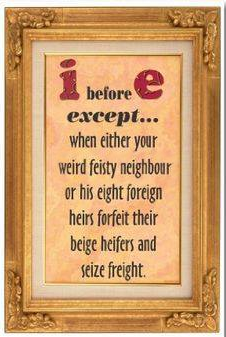 i before e
except...
when either your
weird feisty neighbour
or his eight foreign
heirs forfeit their
beige heifers and
seize freight.